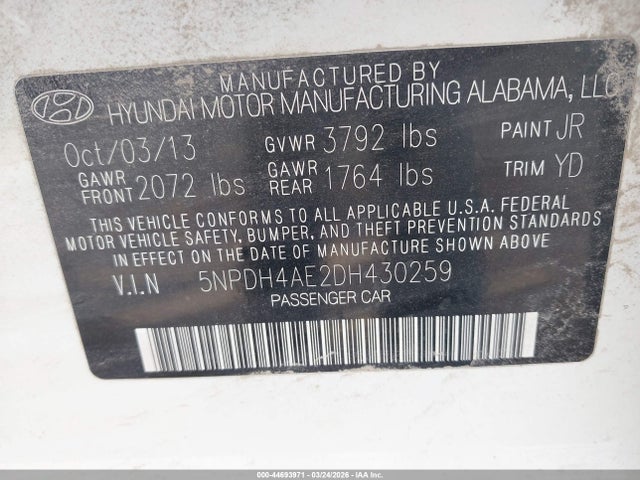 MANUFACTURED BY
HYUNDAI MOTOR MANUFACTURING ALABAMA, LLC
Oct/03/13 GVWR 3792 lbs PAINT JR
GAWR FRONT 2072 lbs GAWR REAR 1764 lbs TRIM YD
THIS VEHICLE CONFORMS TO ALL APPLICABLE U.S.A. FEDERAL
MOTOR VEHICLE SAFETY, BUMPER, AND THEFT PREVENTION STANDARDS
IN EFFECT ON THE DATE OF MANUFACTURE SHOWN ABOVE
V.I.N 5NPDH4AE2DH430259
PASSENGER CAR
000-44693971 - 03/24/2026 - COPYRIGHT IAA, INC.